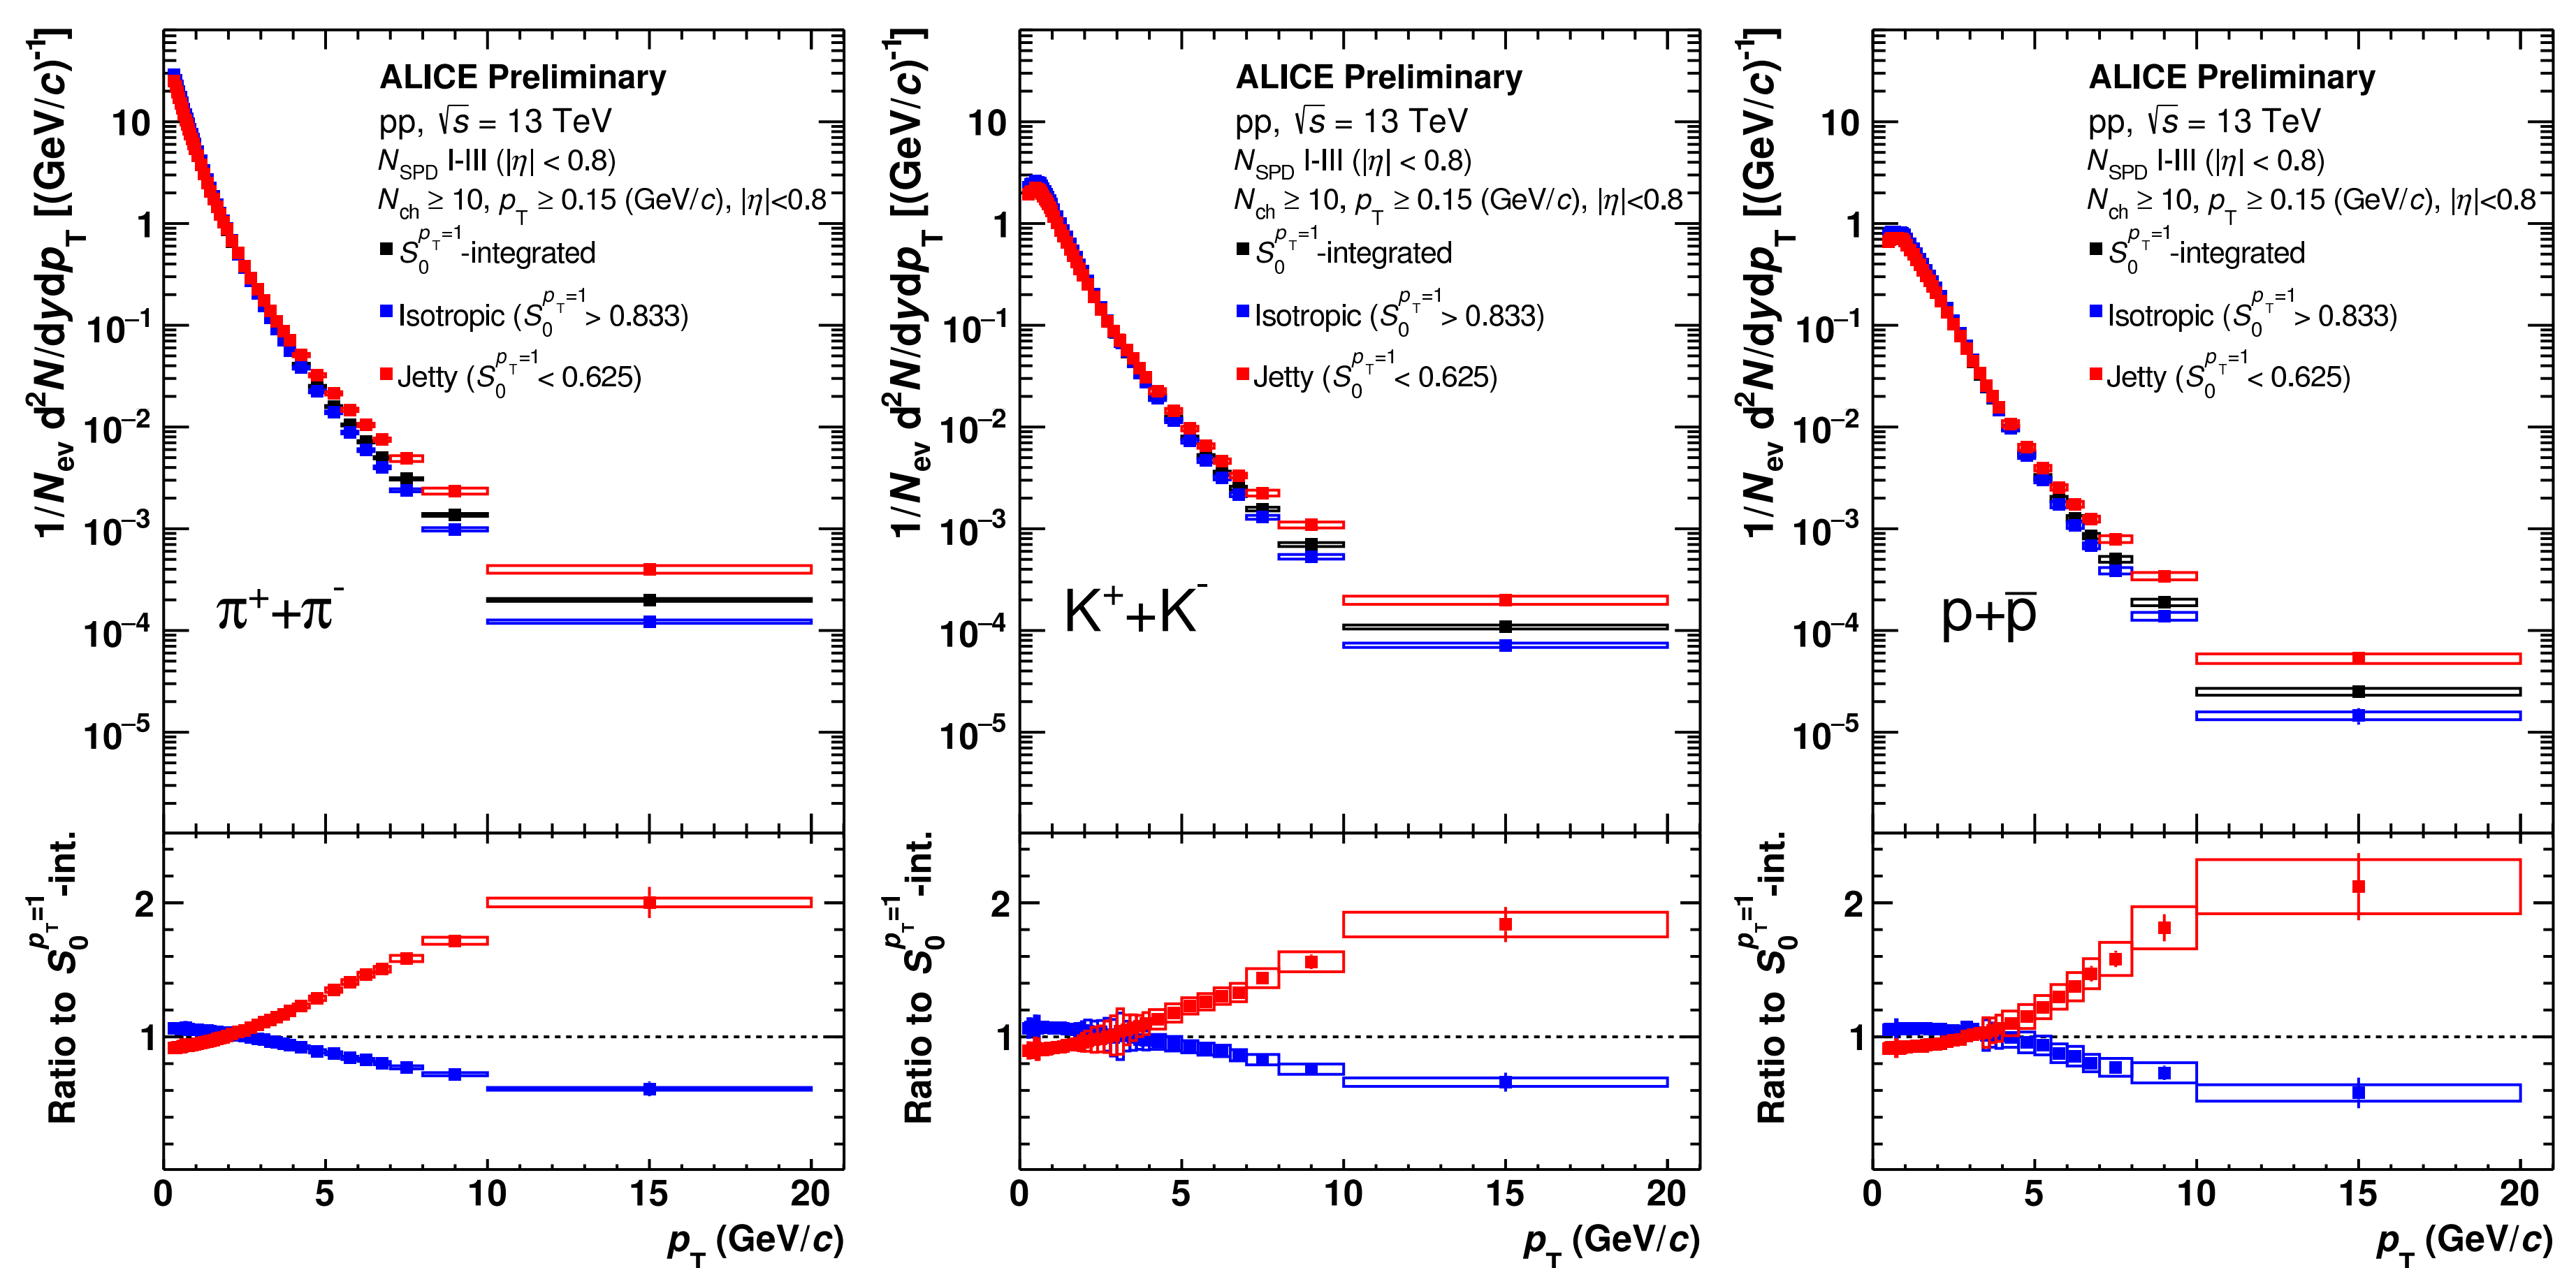 1/N_ev d²N/dydp_T [(GeV/c)⁻¹]
10
1
10⁻¹
10⁻²
10⁻³
10⁻⁴
10⁻⁵
ALICE Preliminary
pp, √s = 13 TeV
N_SPD I-III (|η| < 0.8)
N_ch ≥ 10, p_T ≥ 0.15 (GeV/c), |η|<0.8
S_0^{p_T=1}-integrated
Isotropic (S_0^{p_T=1} > 0.833)
Jetty (S_0^{p_T=1} < 0.625)
π⁺+π⁻
Ratio to S_0^{p_T=1}-int.
2
1
0 5 10 15 20
p_T (GeV/c)
1/N_ev d²N/dydp_T [(GeV/c)⁻¹]
10
1
10⁻¹
10⁻²
10⁻³
10⁻⁴
10⁻⁵
ALICE Preliminary
pp, √s = 13 TeV
N_SPD I-III (|η| < 0.8)
N_ch ≥ 10, p_T ≥ 0.15 (GeV/c), |η|<0.8
S_0^{p_T=1}-integrated
Isotropic (S_0^{p_T=1} > 0.833)
Jetty (S_0^{p_T=1} < 0.625)
K⁺+K⁻
Ratio to S_0^{p_T=1}-int.
2
1
0 5 10 15 20
p_T (GeV/c)
1/N_ev d²N/dydp_T [(GeV/c)⁻¹]
10
1
10⁻¹
10⁻²
10⁻³
10⁻⁴
10⁻⁵
ALICE Preliminary
pp, √s = 13 TeV
N_SPD I-III (|η| < 0.8)
N_ch ≥ 10, p_T ≥ 0.15 (GeV/c), |η|<0.8
S_0^{p_T=1}-integrated
Isotropic (S_0^{p_T=1} > 0.833)
Jetty (S_0^{p_T=1} < 0.625)
p+p̅
Ratio to S_0^{p_T=1}-int.
2
1
0 5 10 15 20
p_T (GeV/c)